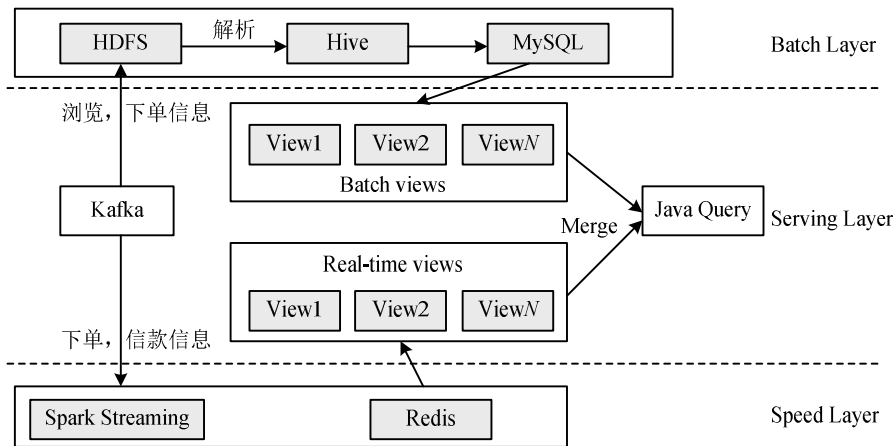 HDFS
解析
Hive
MySQL
Batch Layer
浏览，下单信息
View1
View2
ViewN
Batch views
Kafka
Merge
Java Query
Serving Layer
Real-time views
View1
View2
ViewN
下单，信款信息
Spark Streaming
Redis
Speed Layer